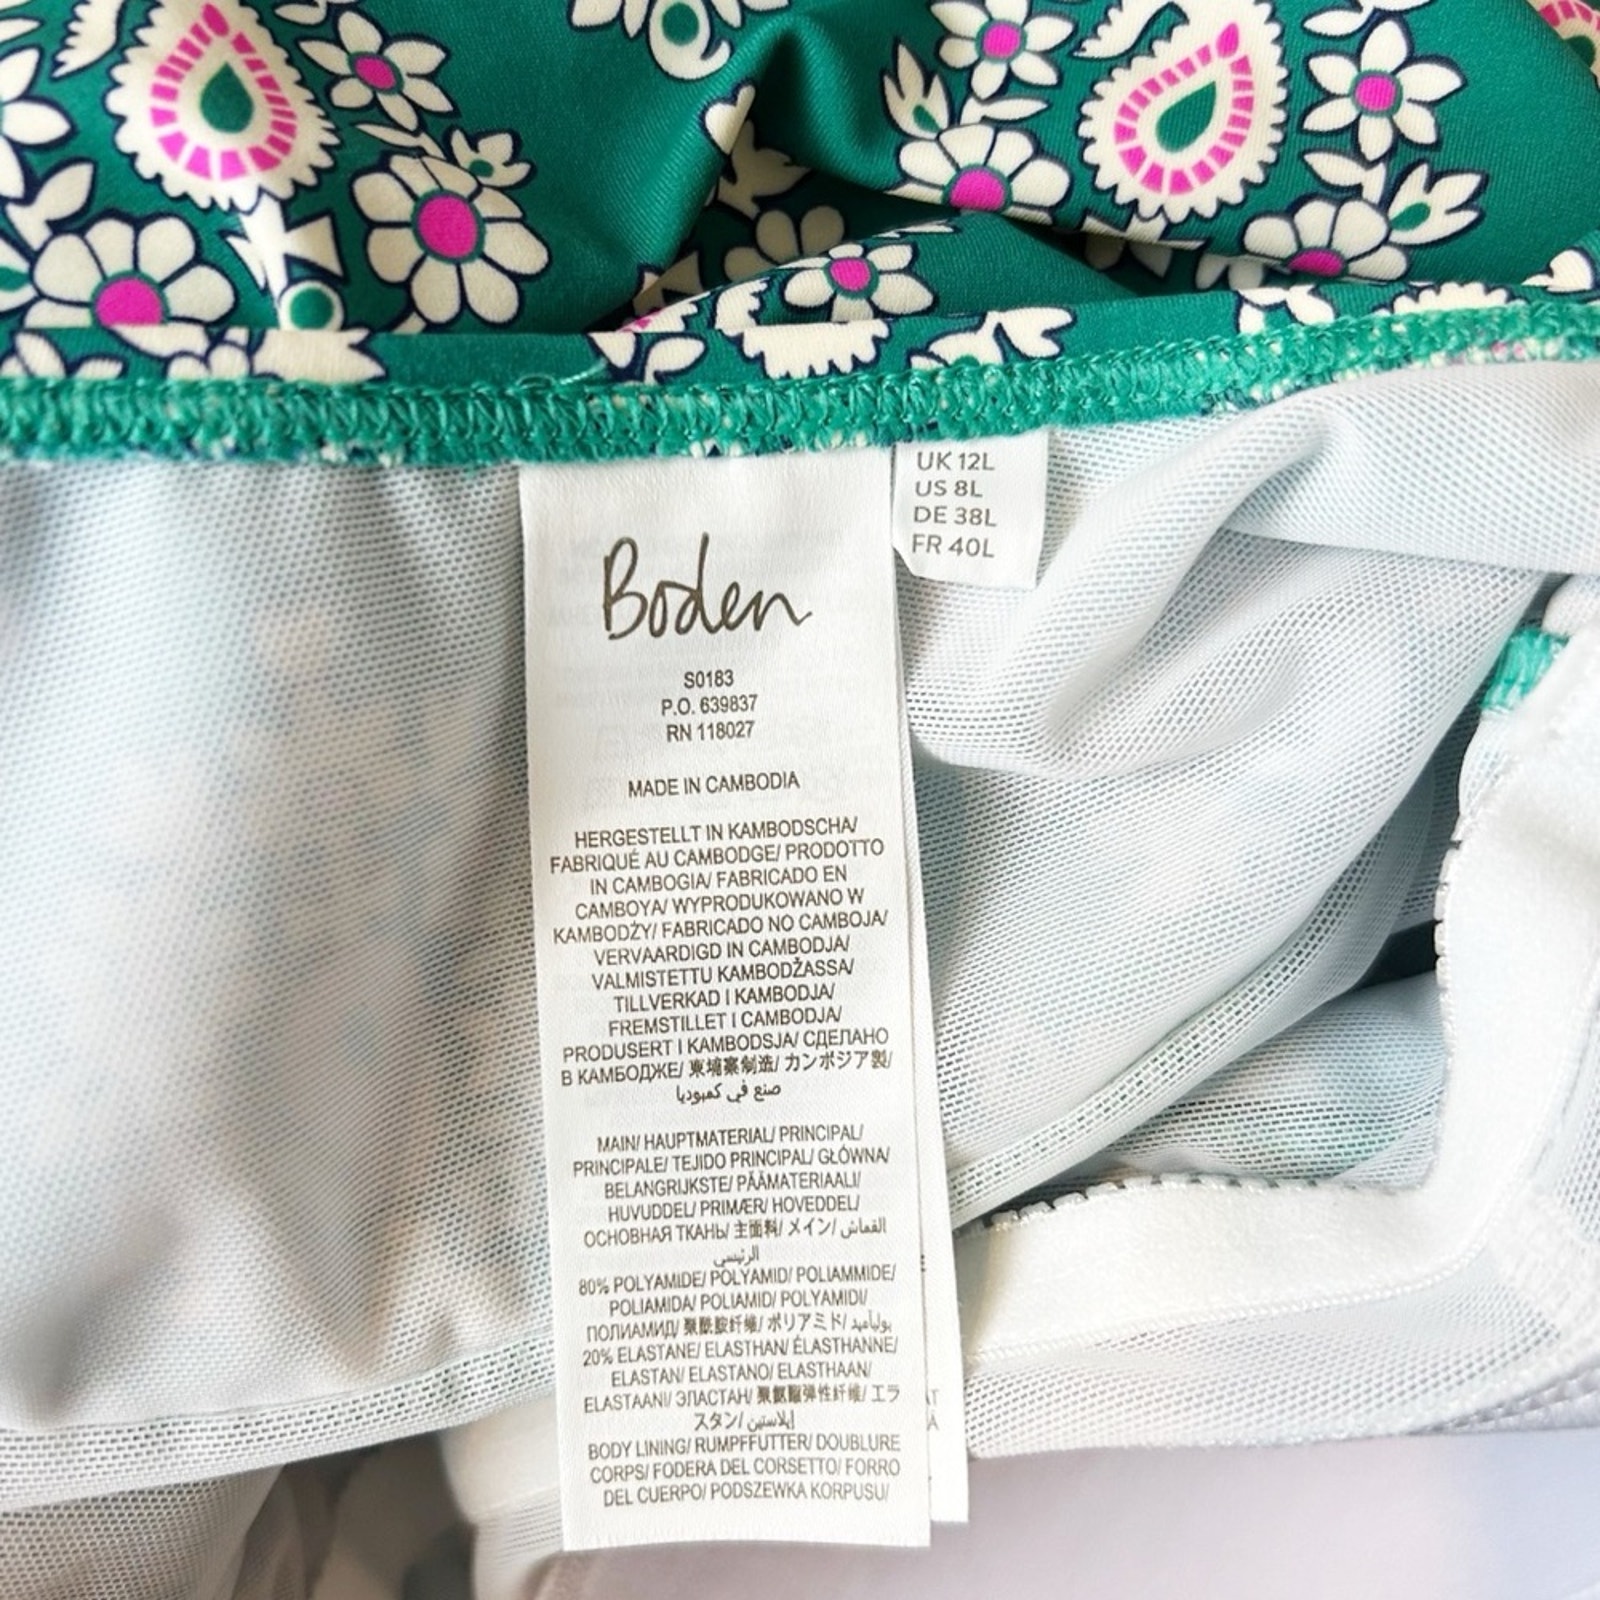 UK 12L
US 8L
DE 38L
FR 40L
Boden
S0183
P.O. 639837
RN 118027
MADE IN CAMBODIA
HERGESTELLT IN KAMBODSCHA/
FABRIQUÉ AU CAMBODGE/ PRODOTTO
IN CAMBOGIA/ FABRICADO EN
CAMBOYA/ WYPRODUKOWANO W
KAMBODŻY/ FABRICADO NO CAMBOJA/
VERVAARDIGD IN CAMBODJA/
VALMISTETTU KAMBODŽASSA/
TILLVERKAD I KAMBODJA/
FREMSTILLET I CAMBODJA/
PRODUSERT I KAMBODSJA/ СДЕЛАНО
В КАМБОДЖЕ/ 柬埔寨制造/ カンボジア製/
صنع في كمبوديا
MAIN/ HAUPTMATERIAL/ PRINCIPAL/
PRINCIPALE/ TEJIDO PRINCIPAL/ GŁÓWNA/
BELANGRIJKSTE/ PÄÄMATERIAALI/
HUVUDDEL/ PRIMÆR/ HOVEDDEL/
ОСНОВНАЯ ТКАНЬ/ 主面料/ メイン/ القماش
الرئيسي
80% POLYAMIDE/ POLYAMID/ POLIAMMIDE/
POLIAMIDA/ POLIAMID/ POLYAMIDI/
ПОЛИАМИД/ 聚酰胺纤维/ ポリアミド/ بولياميد
20% ELASTANE/ ELASTHAN/ ÉLASTHANNE/
ELASTAN/ ELASTANO/ ELASTHAAN/
ELASTAANI/ ЭЛАСТАН/ 聚氨酯弹性纤维/ エラ
スタン/ إيلاستين
BODY LINING/ RUMPFFUTTER/ DOUBLURE
CORPS/ FODERA DEL CORSETTO/ FORRO
DEL CUERPO/ PODSZEWKA KORPUSU/